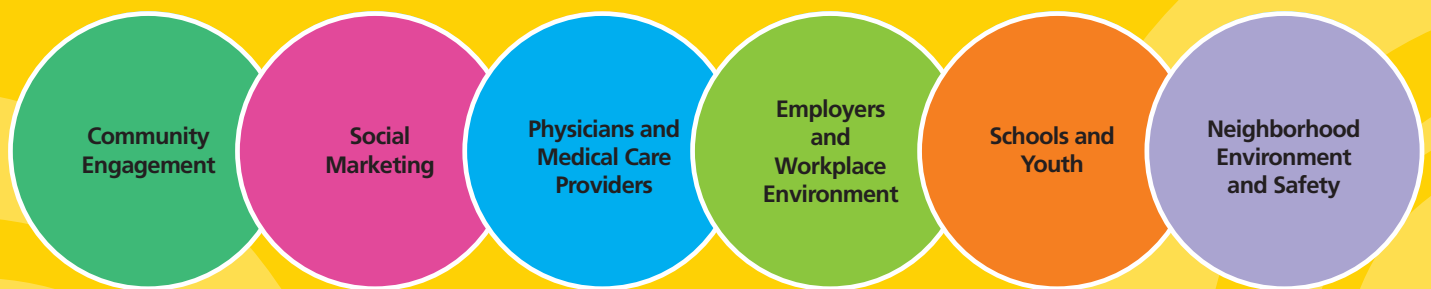 Community
Engagement
Social
Marketing
Physicians and
Medical Care
Providers
Employers
and
Workplace
Environment
Schools and
Youth
Neighborhood
Environment
and Safety